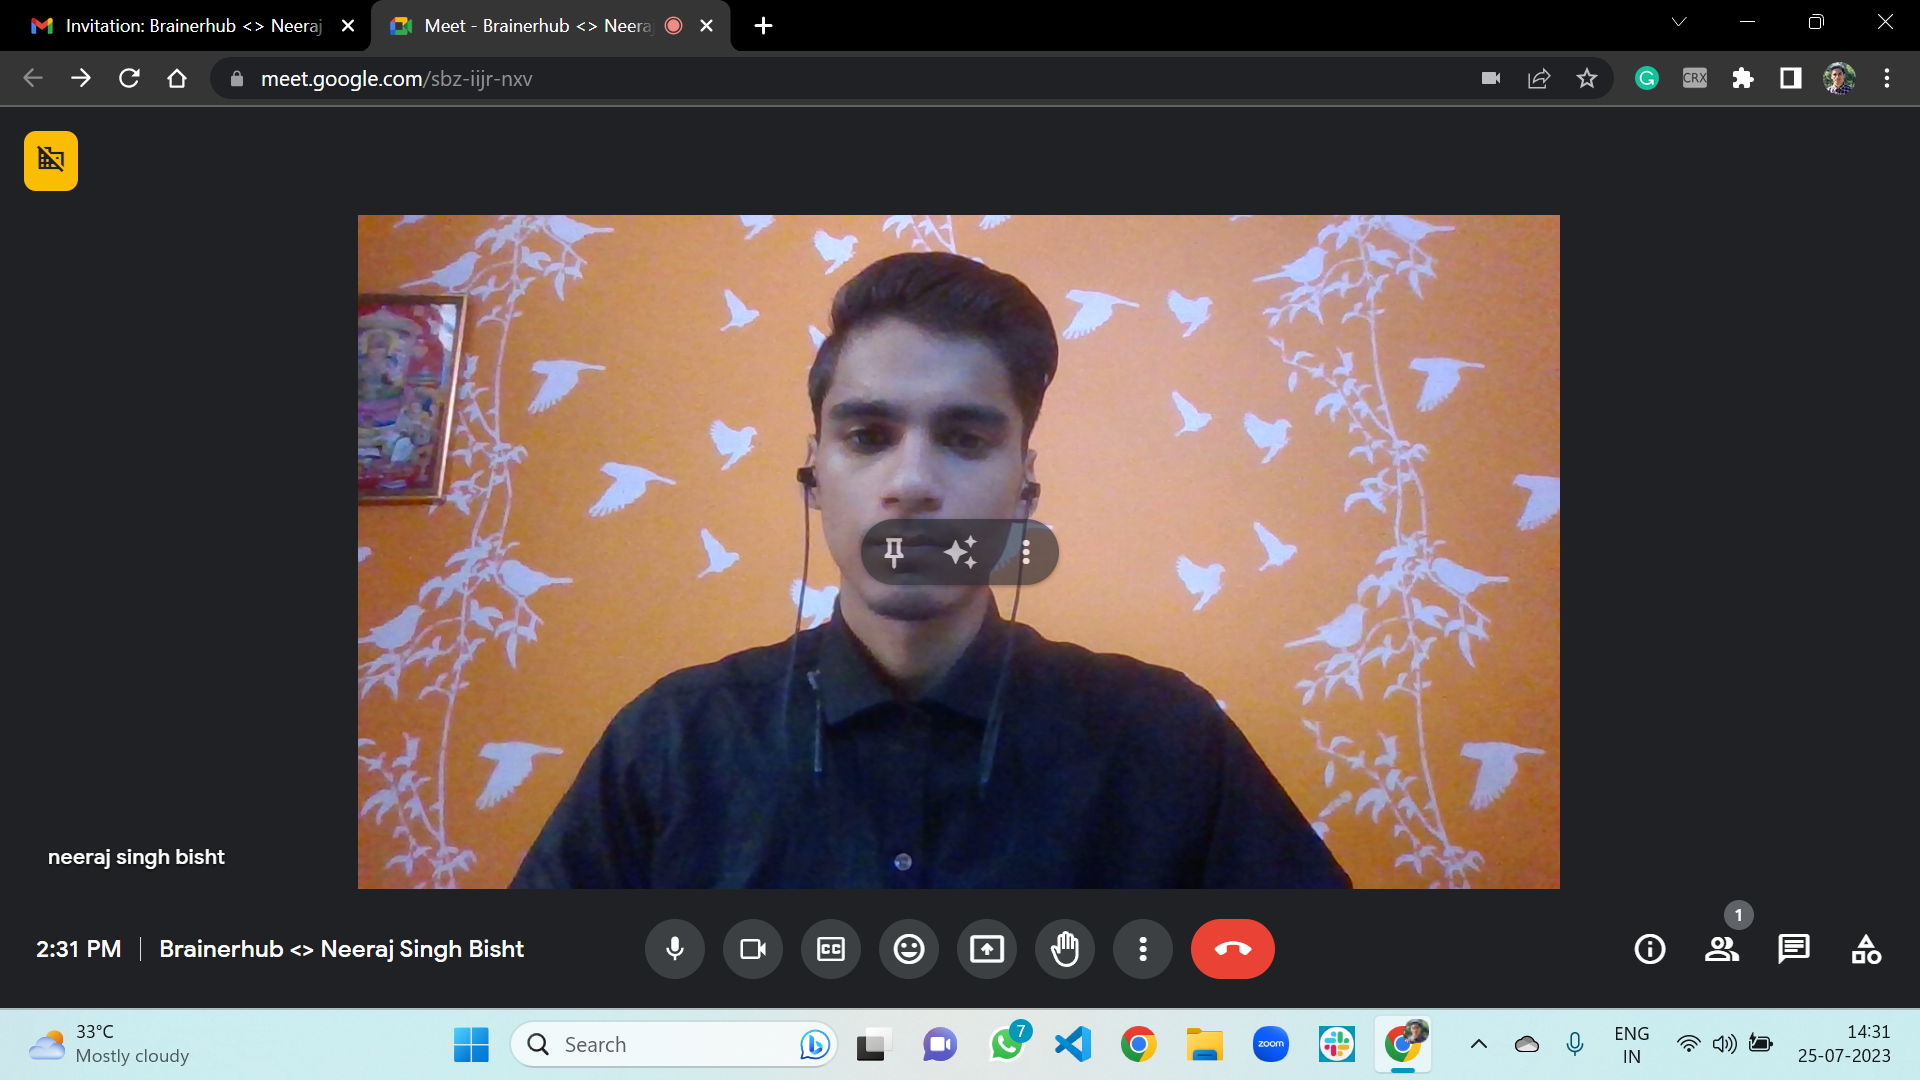 Invitation: Brainerhub <> Neeraj
Meet - Brainerhub <> Neera
meet.google.com/sbz-iijr-nxv
CRX
neeraj singh bisht
2:31 PM | Brainerhub <> Neeraj Singh Bisht
CC
1
33°C
Mostly cloudy
Search
7
zoom
ENG
IN
14:31
25-07-2023